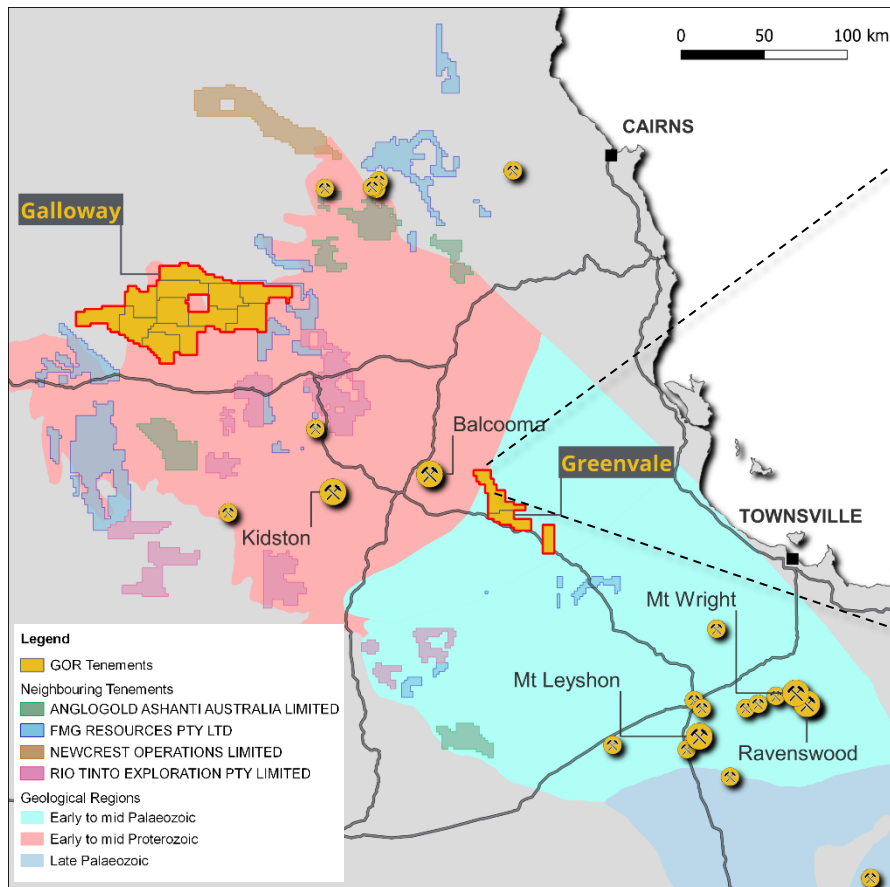 0 50 100 km
CAIRNS
Galloway
Balcooma
Greenvale
Kidston
TOWNSVILLE
Mt Wright
Mt Leyshon
Ravenswood
Legend
GOR Tenements
Neighbouring Tenements
ANGLOGOLD ASHANTI AUSTRALIA LIMITED
FMG RESOURCES PTY LTD
NEWCREST OPERATIONS LIMITED
RIO TINTO EXPLORATION PTY LIMITED
Geological Regions
Early to mid Palaeozoic
Early to mid Proterozoic
Late Palaeozoic